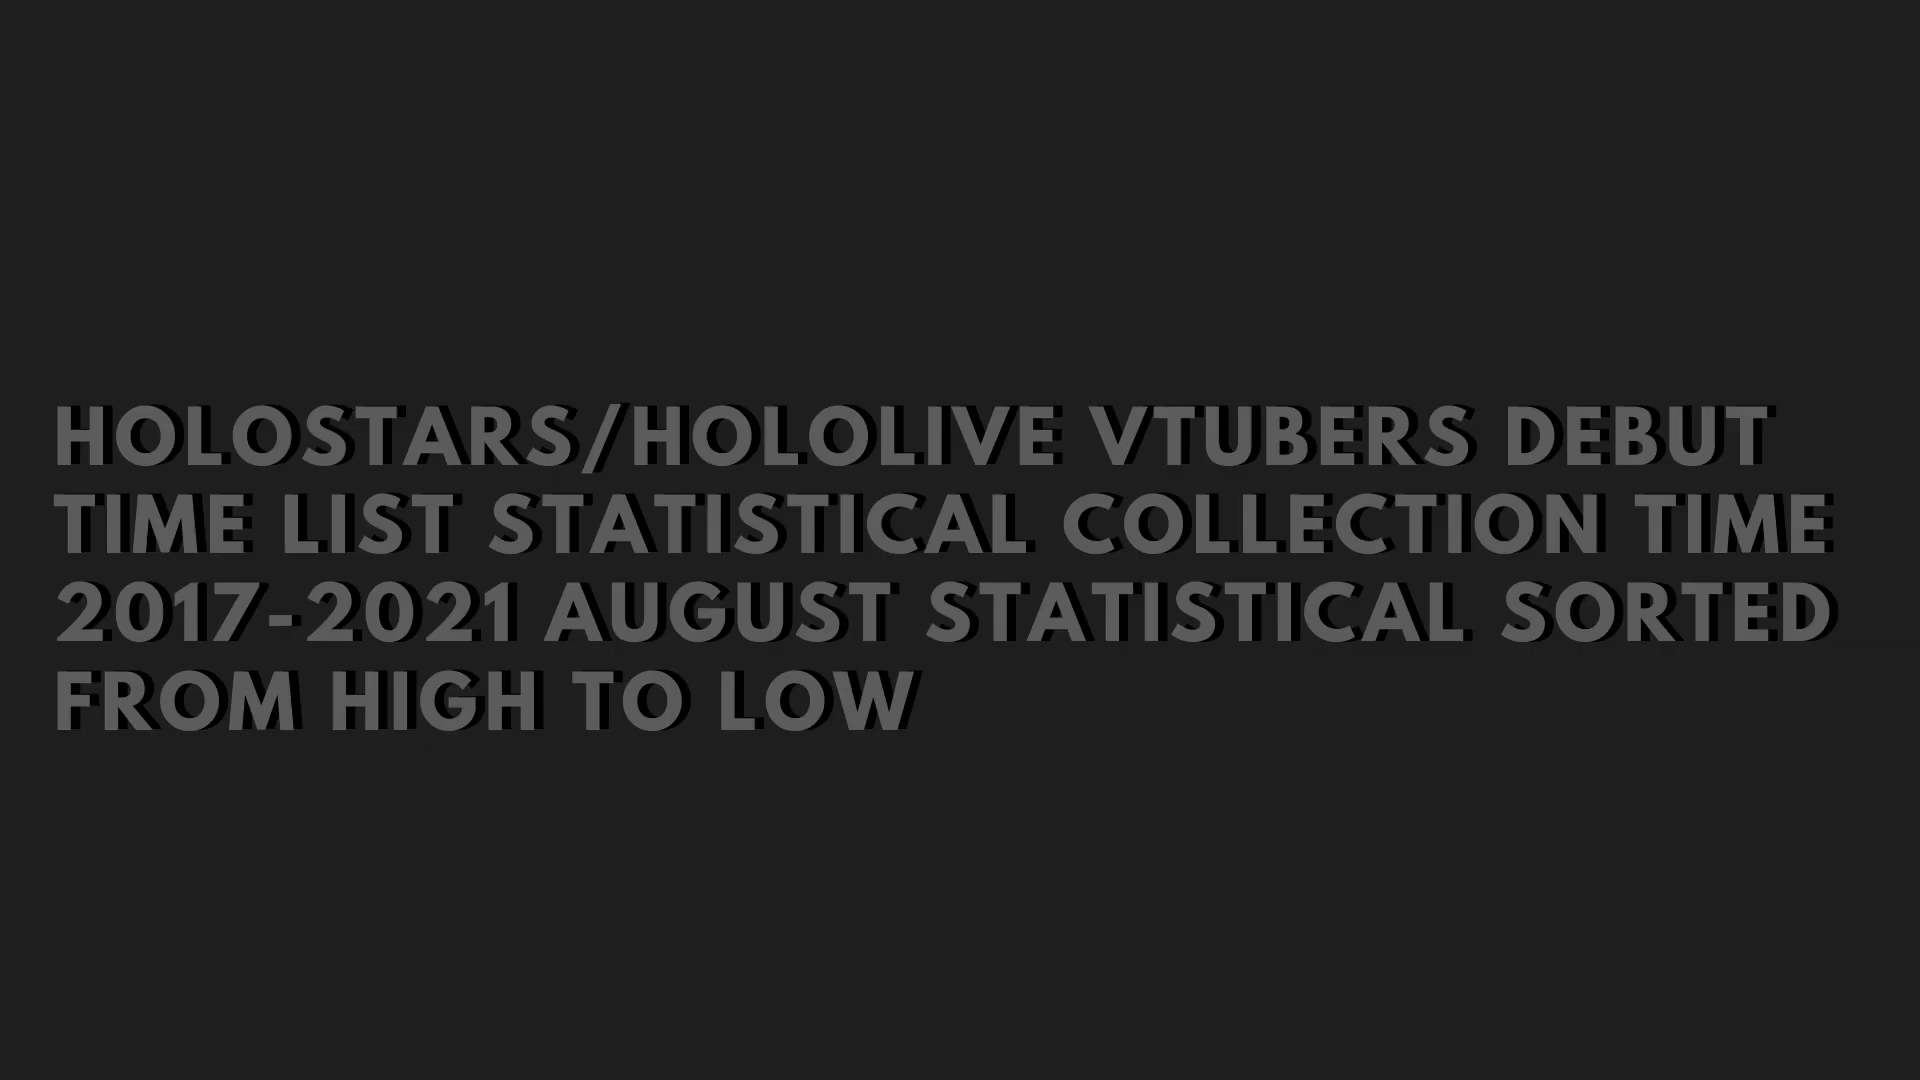 HOLOSTARS/HOLOLIVE VTUBERS DEBUT
TIME LIST STATISTICAL COLLECTION TIME
2017-2021 AUGUST STATISTICAL SORTED
FROM HIGH TO LOW